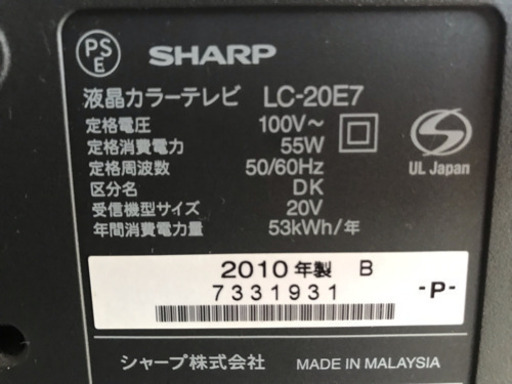 PS
E
SHARP
液晶カラーテレビ LC-20E7
定格電圧 100V～
定格消費電力 55W
定格周波数 50/60Hz
区分名 DK
受信機型サイズ 20V
年間消費電力量 53kWh/年
UL Japan
2010年製 B
7331931
-P-
シャープ株式会社 MADE IN MALAYSIA